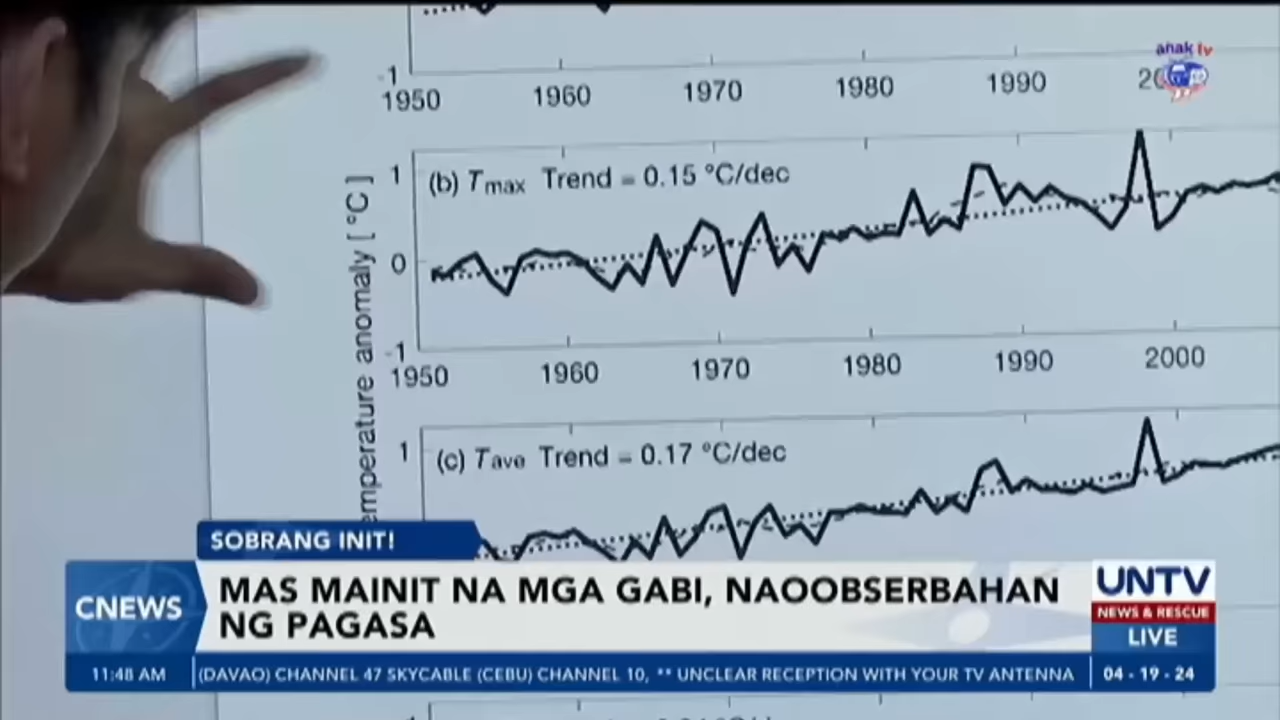 -1
1950 1960 1970 1980 1990
anak tv
1 (b) Tmax Trend = 0.15 °C/dec
0
-1
1950 1960 1970 1980 1990 2000
temperature anomaly [°C]
1 (c) Tave Trend = 0.17 °C/dec
SOBRANG INIT!
CNEWS
MAS MAINIT NA MGA GABI, NAOOBSERBAHAN
NG PAGASA
UNTV
NEWS & RESCUE
LIVE
11:48 AM (DAVAO) CHANNEL 47 SKYCABLE (CEBU) CHANNEL 10, ** UNCLEAR RECEPTION WITH YOUR TV ANTENNA 04 - 19 - 24